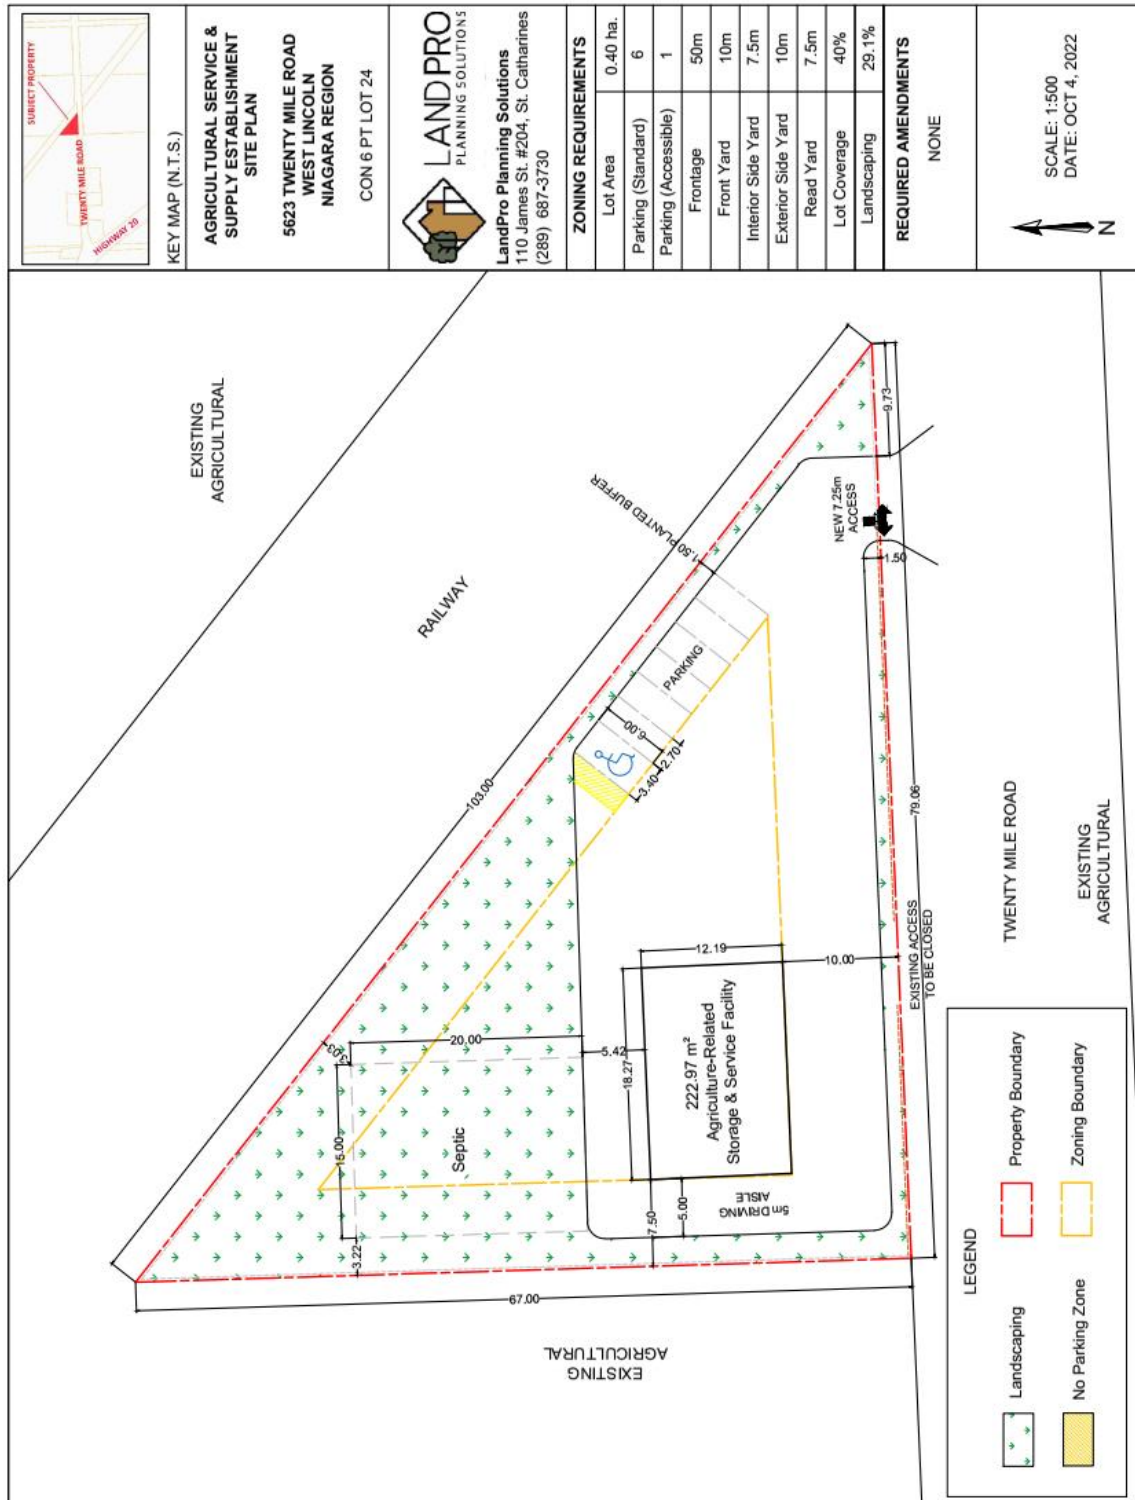 SUBJECT PROPERTY
TWENTY MILE ROAD
HIGHWAY 20
KEY MAP (N.T.S.)
AGRICULTURAL SERVICE &
SUPPLY ESTABLISHMENT
SITE PLAN
5623 TWENTY MILE ROAD
WEST LINCOLN
NIAGARA REGION
CON 6 PT LOT 24
LANDPRO
PLANNING SOLUTIONS
LandPro Planning Solutions
110 James St. #204, St. Catharines
(289) 687-3730
ZONING REQUIREMENTS
Lot Area 0.40 ha.
Parking (Standard) 6
Parking (Accessible) 1
Frontage 50m
Front Yard 10m
Interior Side Yard 7.5m
Exterior Side Yard 10m
Read Yard 7.5m
Lot Coverage 40%
Landscaping 29.1%
REQUIRED AMENDMENTS
NONE
SCALE: 1:500
DATE: OCT 4, 2022
N
EXISTING
AGRICULTURAL
RAILWAY
103.00
1.50 PLANTED BUFFER
PARKING
6.00
3.40
2.70
NEW 7.25m
ACCESS
9.73
1.50
79.06
3.03
20.00
15.00
Septic
3.22
5.42
18.27
12.19
222.97 m²
Agriculture-Related
Storage & Service Facility
10.00
7.50
5.00
5m DRIVING
AISLE
67.00
EXISTING
AGRICULTURAL
EXISTING ACCESS
TO BE CLOSED
TWENTY MILE ROAD
EXISTING
AGRICULTURAL
LEGEND
Landscaping
Property Boundary
No Parking Zone
Zoning Boundary